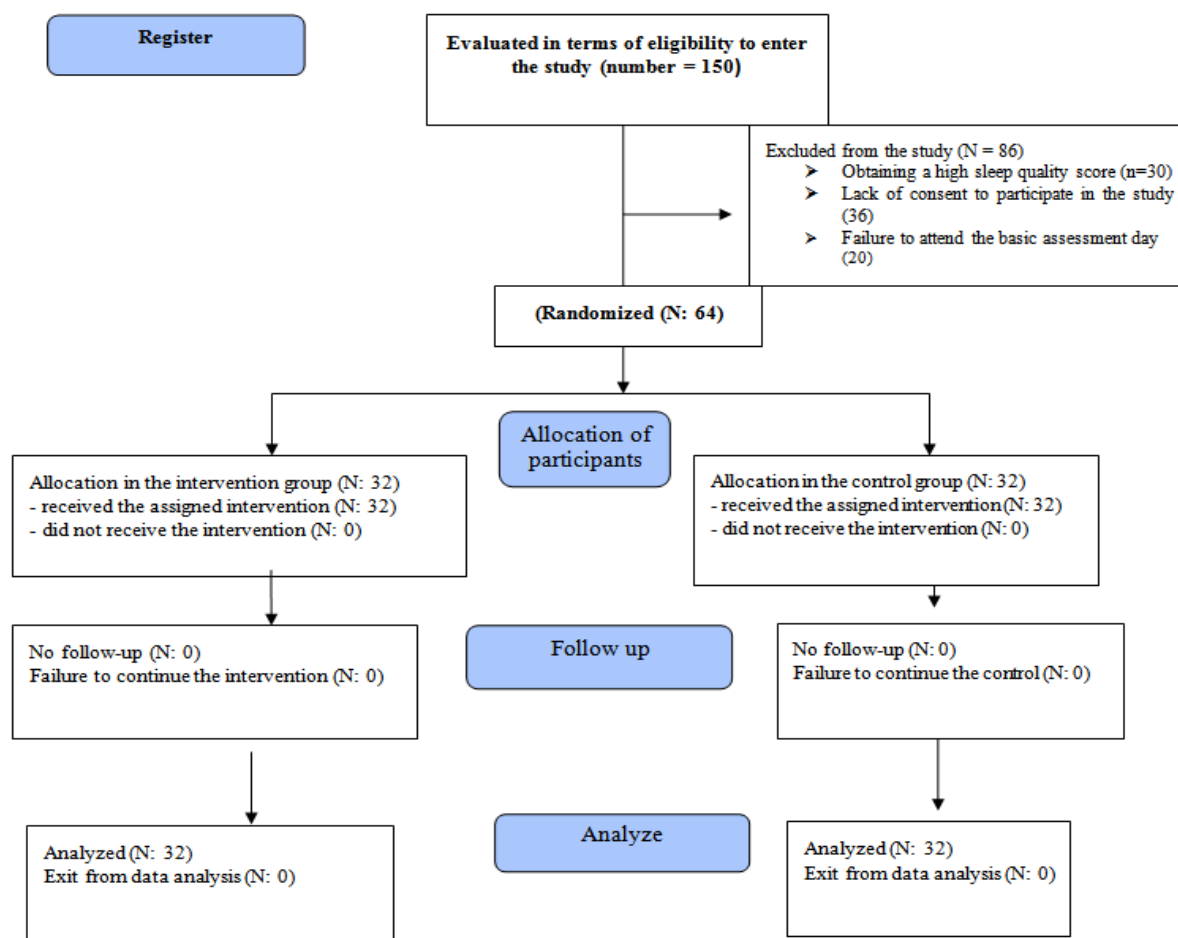 Register
Evaluated in terms of eligibility to enter
the study (number = 150)
Excluded from the study (N = 86)
➤ Obtaining a high sleep quality score (n=30)
➤ Lack of consent to participate in the study
(36)
➤ Failure to attend the basic assessment day
(20)
(Randomized (N: 64)
Allocation of
participants
Allocation in the intervention group (N: 32)
- received the assigned intervention (N: 32)
- did not receive the intervention (N: 0)
Allocation in the control group (N: 32)
- received the assigned intervention (N: 32)
- did not receive the intervention (N: 0)
No follow-up (N: 0)
Failure to continue the intervention (N: 0)
Follow up
No follow-up (N: 0)
Failure to continue the control (N: 0)
Analyze
Analyzed (N: 32)
Exit from data analysis (N: 0)
Analyzed (N: 32)
Exit from data analysis (N: 0)